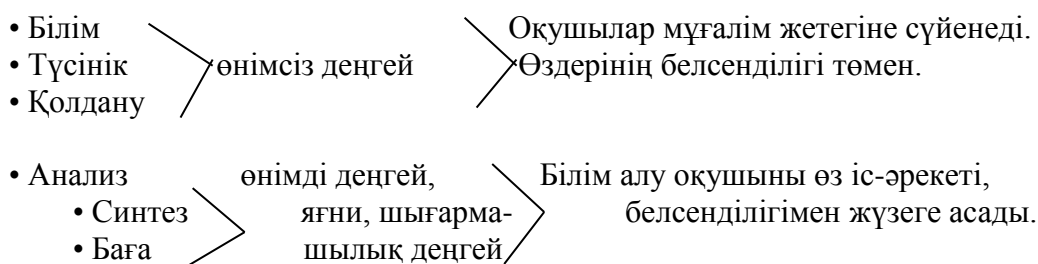 • Білім Оқушылар мұғалім жетегіне сүйенеді.
• Түсінік өнімсіз деңгей Өздерінің белсенділігі төмен.
• Қолдану
• Анализ өнімді деңгей, Білім алу оқушыны өз іс-әрекеті,
• Синтез яғни, шығарма- белсенділігімен жүзеге асады.
• Баға шылық деңгей